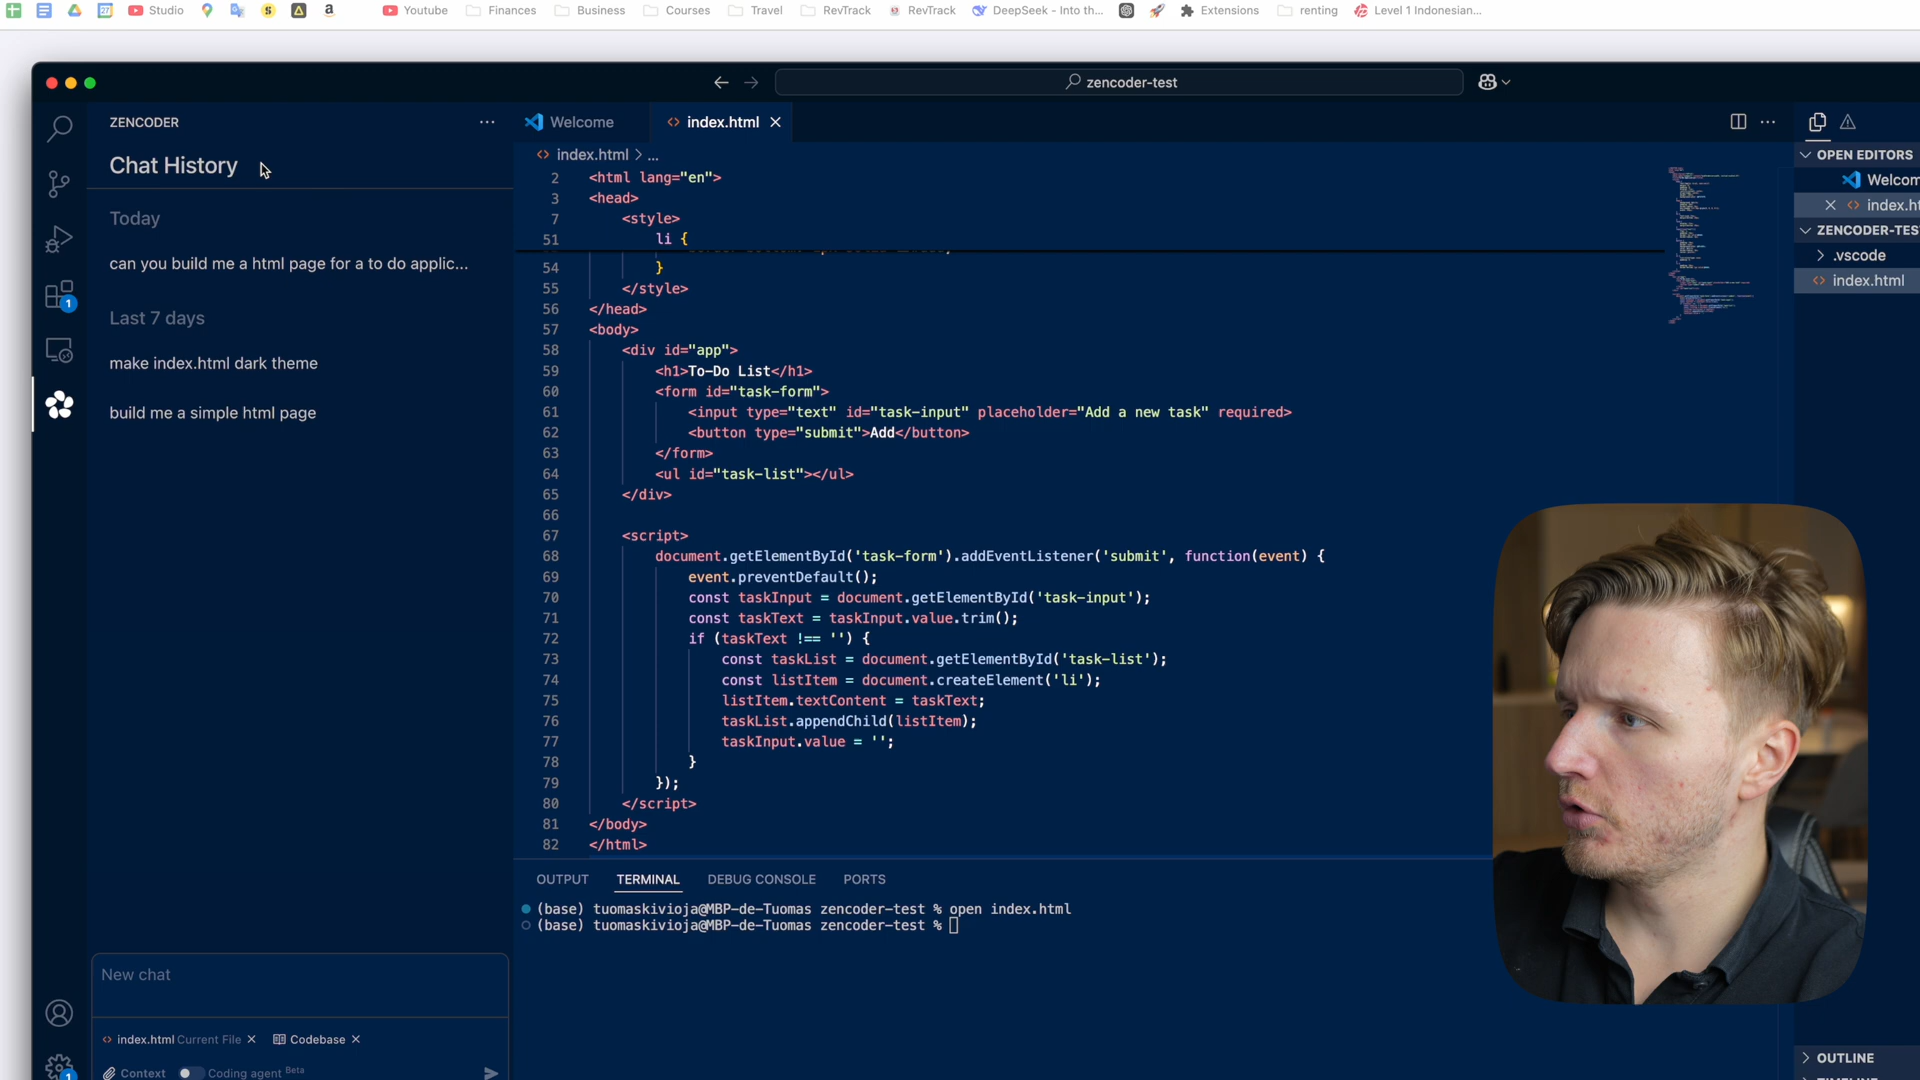 Studio
Youtube
Finances
Business
Courses
Travel
RevTrack
RevTrack
DeepSeek - Into th...
Extensions
renting
Level 1 Indonesian...
zencoder-test
ZENCODER
Chat History
Today
can you build me a html page for a to do applic...
Last 7 days
make index.html dark theme
build me a simple html page
1
New chat
index.html Current File
Codebase
Context
Coding agent Beta
1
Welcome
index.html
index.html > ...
2 <html lang="en">
3 <head>
7 <style>
51 li {
54 }
55 </style>
56 </head>
57 <body>
58 <div id="app">
59 <h1>To-Do List</h1>
60 <form id="task-form">
61 <input type="text" id="task-input" placeholder="Add a new task" required>
62 <button type="submit">Add</button>
63 </form>
64 <ul id="task-list"></ul>
65 </div>
66
67 <script>
68 document.getElementById('task-form').addEventListener('submit', function(event) {
69 event.preventDefault();
70 const taskInput = document.getElementById('task-input');
71 const taskText = taskInput.value.trim();
72 if (taskText !== '') {
73 const taskList = document.getElementById('task-list');
74 const listItem = document.createElement('li');
75 listItem.textContent = taskText;
76 taskList.appendChild(listItem);
77 taskInput.value = '';
78 }
79 });
80 </script>
81 </body>
82 </html>
OUTPUT
TERMINAL
DEBUG CONSOLE
PORTS
(base) tuomaskivioja@MBP-de-Tuomas zencoder-test % open index.html
(base) tuomaskivioja@MBP-de-Tuomas zencoder-test %
OPEN EDITORS
Welcom
index.ht
ZENCODER-TES
.vscode
index.html
OUTLINE